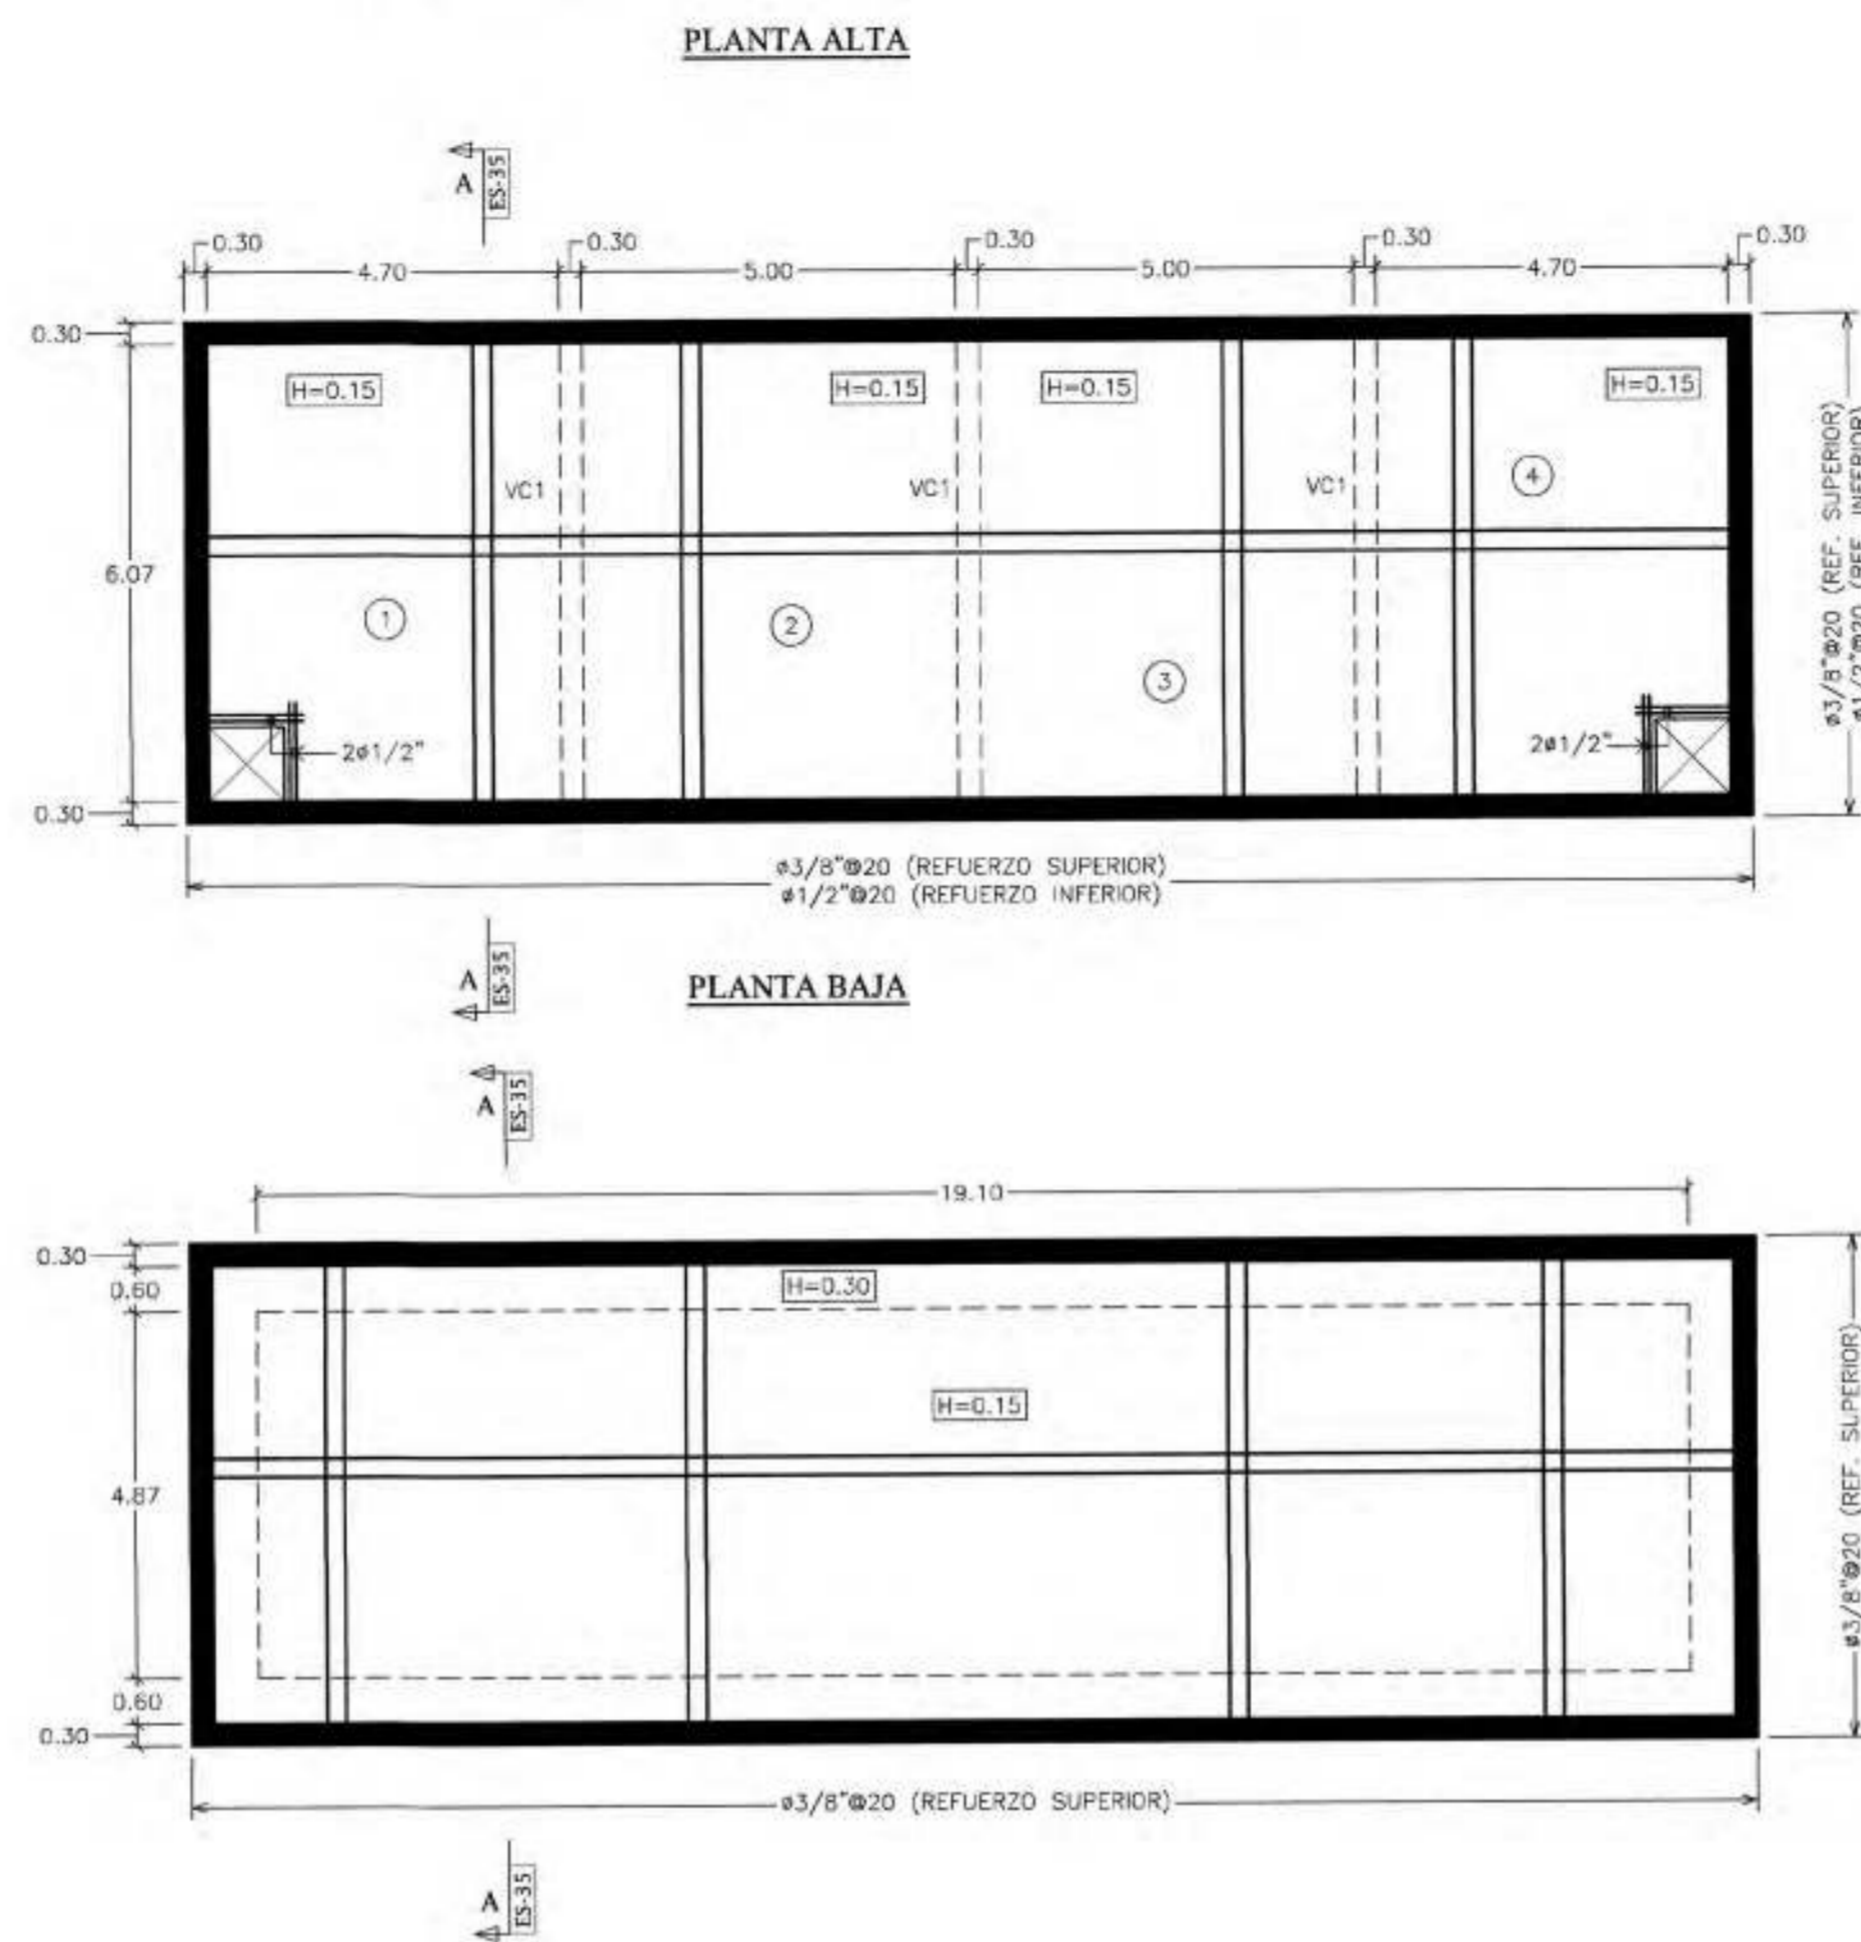 PLANTA ALTA
A
ES-35
0.30
0.30
0.30
0.30
0.30
4.70
5.00
5.00
4.70
0.30
H=0.15
H=0.15
H=0.15
H=0.15
VC1
VC1
VC1
4
6.07
1
2
3
2ø1/2"
2ø1/2"
0.30
ø3/8"@20 (REF. SUPERIOR)
ø1/2"@20 (REF. INFERIOR)
ø3/8"@20 (REFUERZO SUPERIOR)
ø1/2"@20 (REFUERZO INFERIOR)
A
ES-35
PLANTA BAJA
A
ES-35
19.10
0.30
0.60
H=0.30
H=0.15
4.87
0.60
0.30
ø3/8"@20 (REF. SUPERIOR)
ø3/8"@20 (REFUERZO SUPERIOR)
A
ES-35